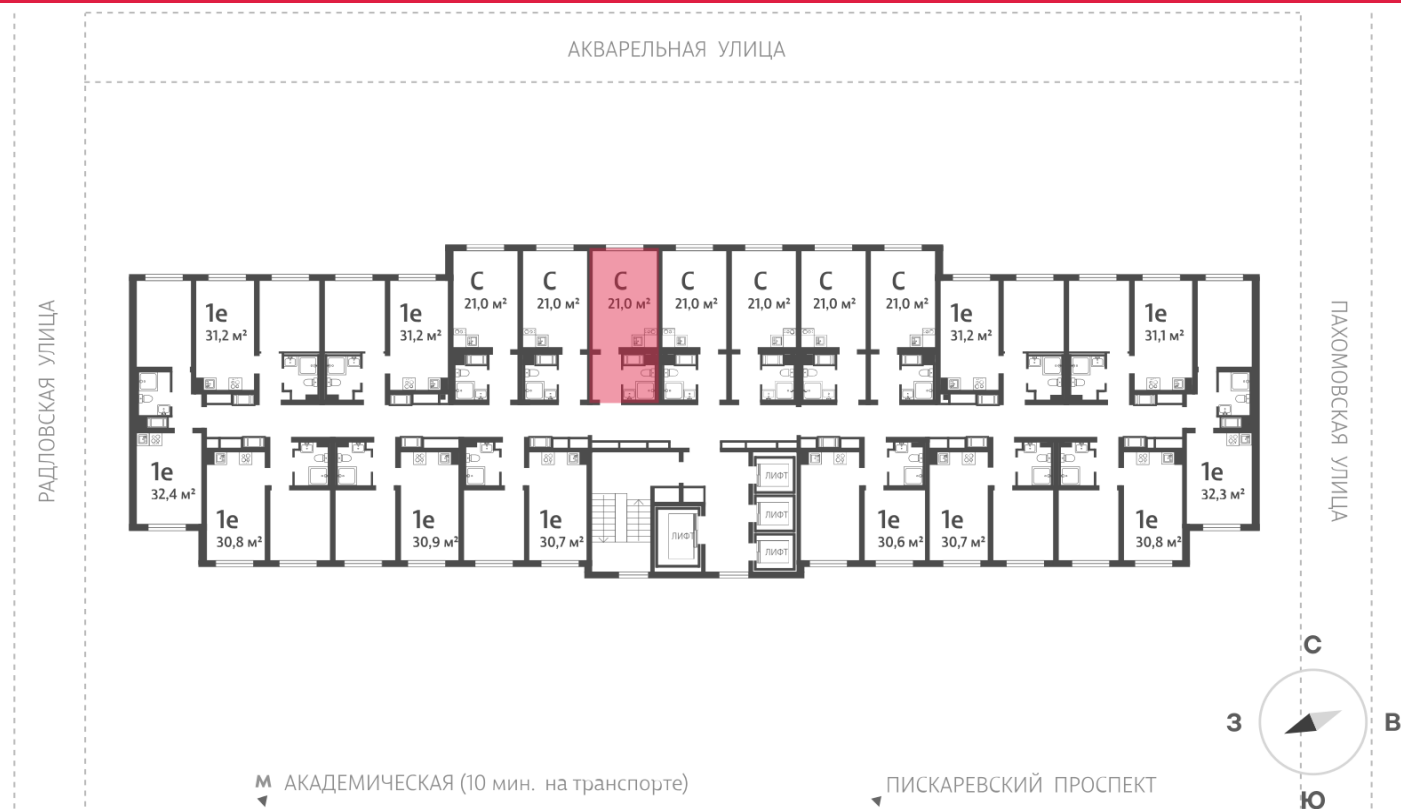 АКВАРЕЛЬНАЯ УЛИЦА
РАДЛОВСКАЯ УЛИЦА
ПАХОМОВСКАЯ УЛИЦА
С
21,0 м²
С
21,0 м²
С
21,0 м²
С
21,0 м²
С
21,0 м²
С
21,0 м²
С
21,0 м²
1е
31,2 м²
1е
31,2 м²
1е
31,2 м²
1е
31,1 м²
1е
32,4 м²
1е
30,8 м²
1е
30,9 м²
1е
30,7 м²
ЛИФТ
ЛИФТ
ЛИФТ
ЛИФТ
1е
30,6 м²
1е
30,7 м²
1е
30,8 м²
1е
32,3 м²
С
З
В
Ю
М АКАДЕМИЧЕСКАЯ (10 мин. на транспорте)
ПИСКАРЕВСКИЙ ПРОСПЕКТ